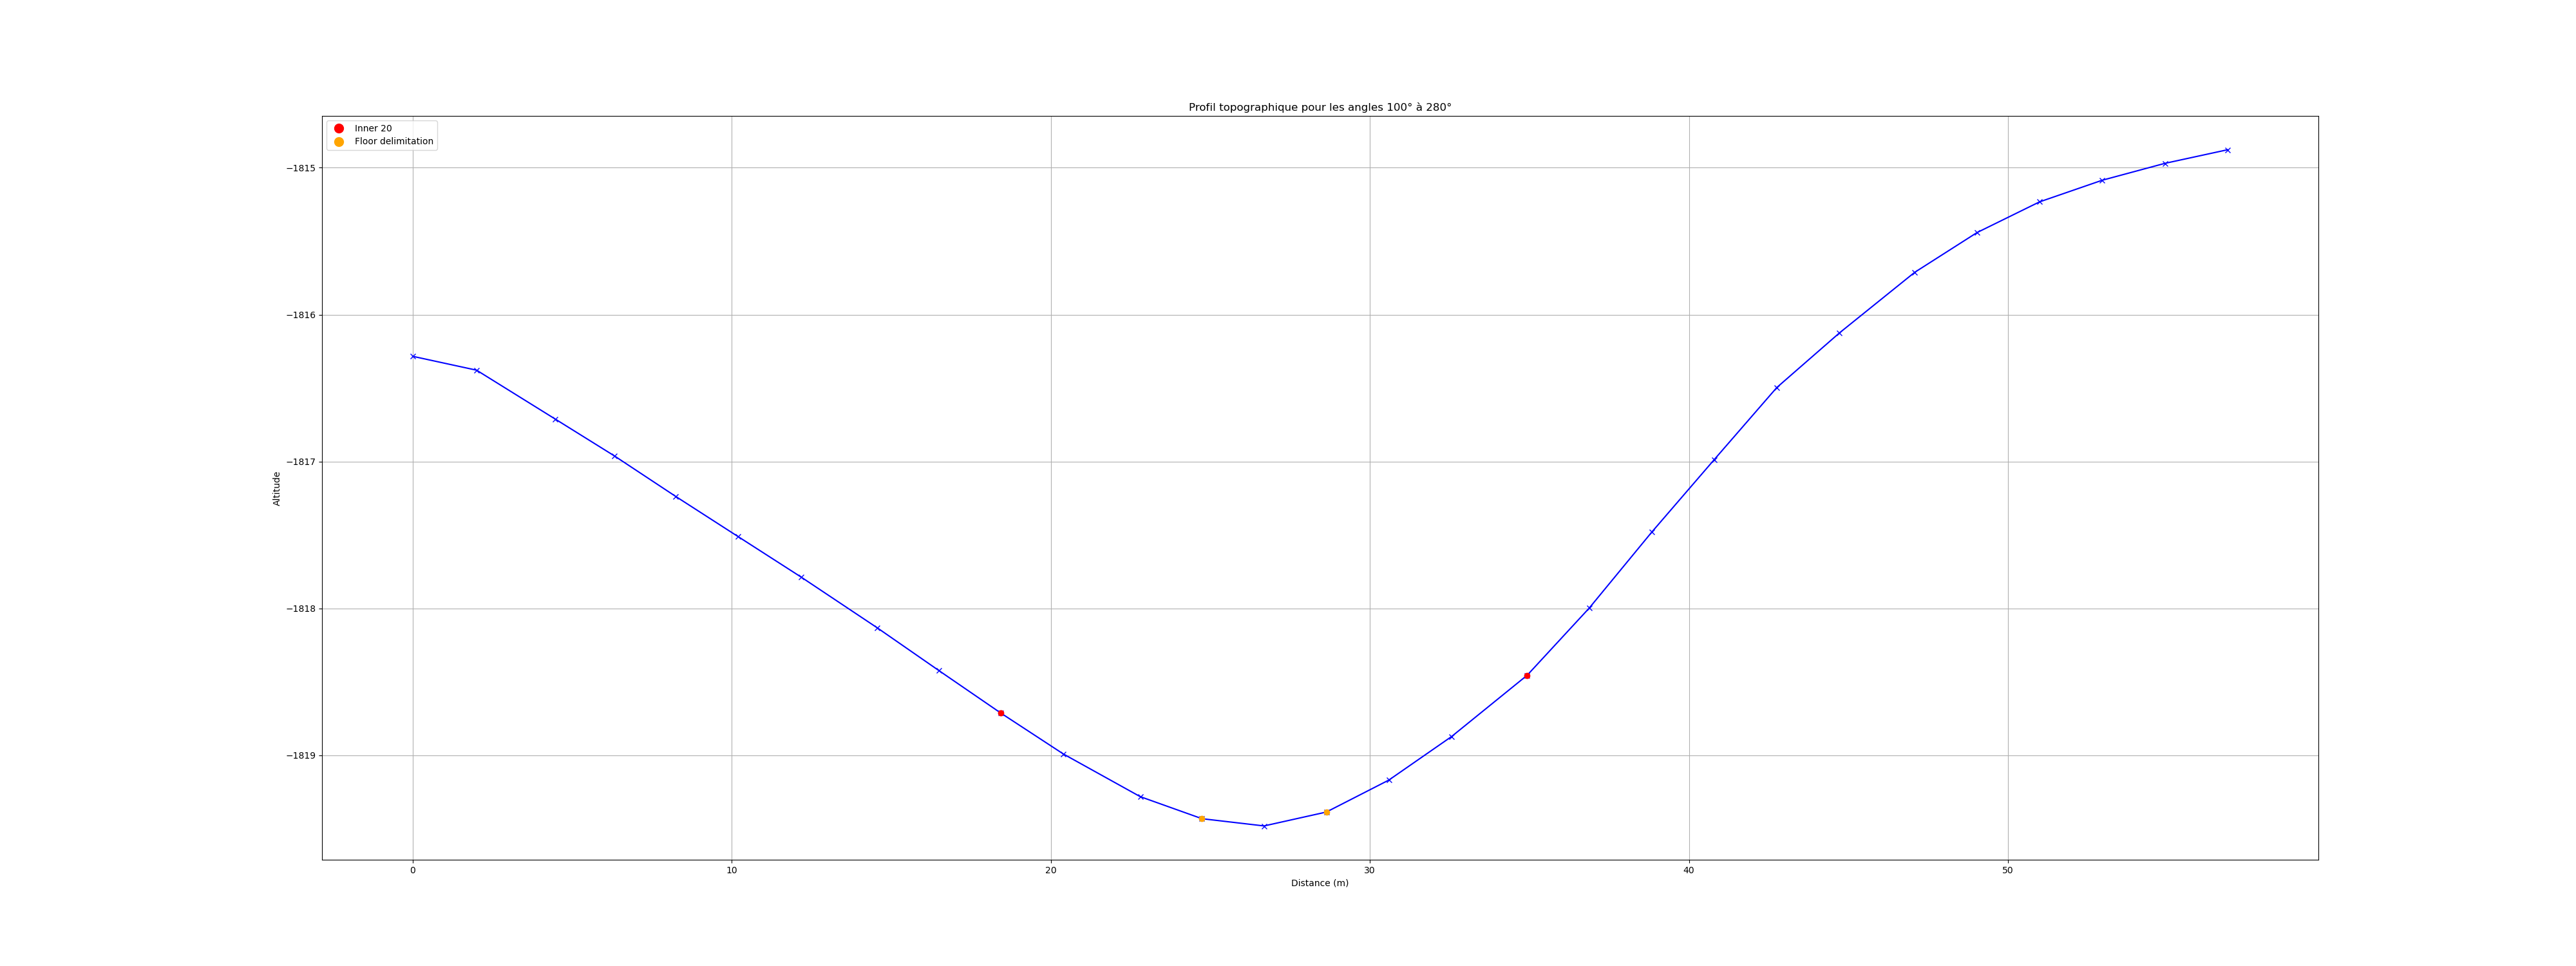 Profil topographique pour les angles 100° à 280°
Inner 20
Floor delimitation
−1815
−1816
−1817
−1818
−1819
Altitude
0 10 20 30 40 50
Distance (m)